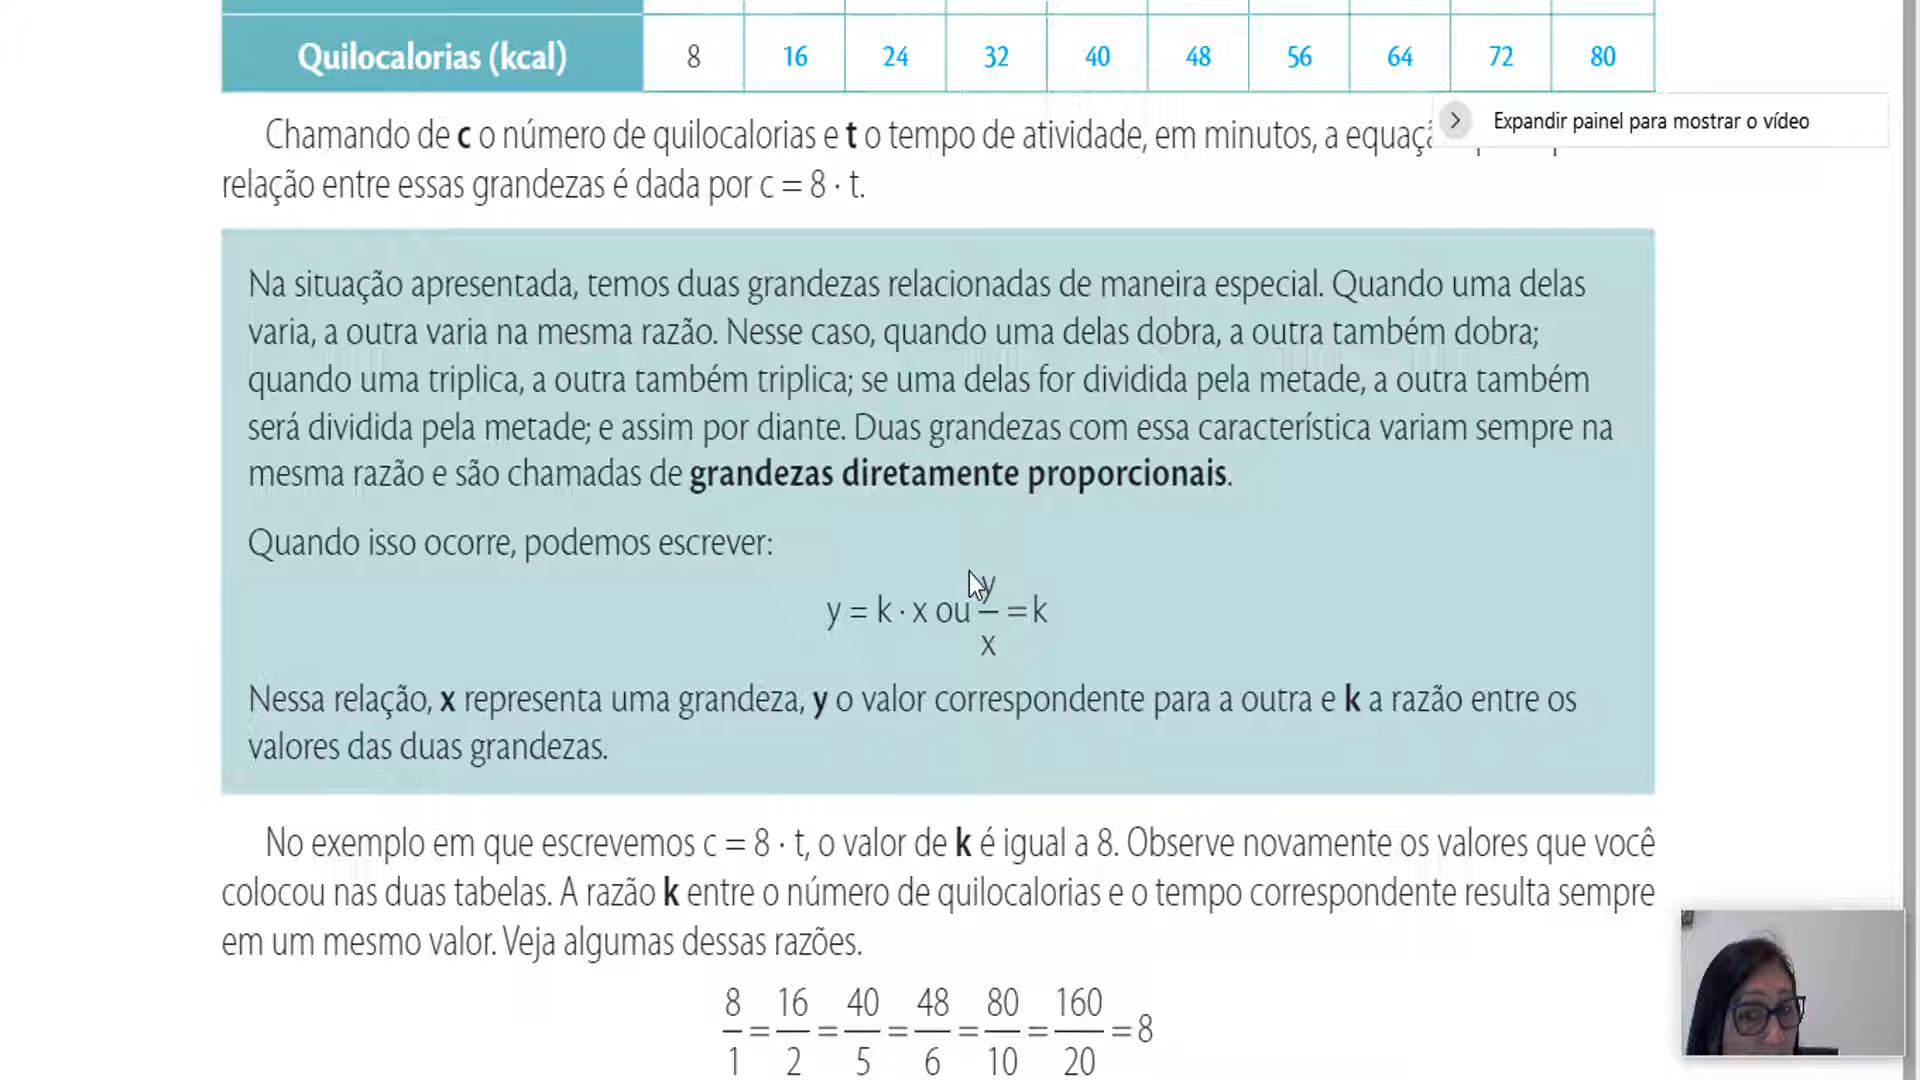 Quilocalorias (kcal) 8 16 24 32 40 48 56 64 72 80
Chamando de c o número de quilocalorias e t o tempo de atividade, em minutos, a
Expandir painel para mostrar o vídeo
relação entre essas grandezas é dada por c = 8 · t.
Na situação apresentada, temos duas grandezas relacionadas de maneira especial. Quando uma delas
varia, a outra varia na mesma razão. Nesse caso, quando uma delas dobra, a outra também dobra;
quando uma triplica, a outra também triplica; se uma delas for dividida pela metade, a outra também
será dividida pela metade; e assim por diante. Duas grandezas com essa característica variam sempre na
mesma razão e são chamadas de grandezas diretamente proporcionais.
Quando isso ocorre, podemos escrever:
y = k · x ou y/x = k
Nessa relação, x representa uma grandeza, y o valor correspondente para a outra e k a razão entre os
valores das duas grandezas.
No exemplo em que escrevemos c = 8 · t, o valor de k é igual a 8. Observe novamente os valores que você
colocou nas duas tabelas. A razão k entre o número de quilocalorias e o tempo correspondente resulta sempre
em um mesmo valor. Veja algumas dessas razões.
8/1 = 16/2 = 40/5 = 48/6 = 80/10 = 160/20 = 8